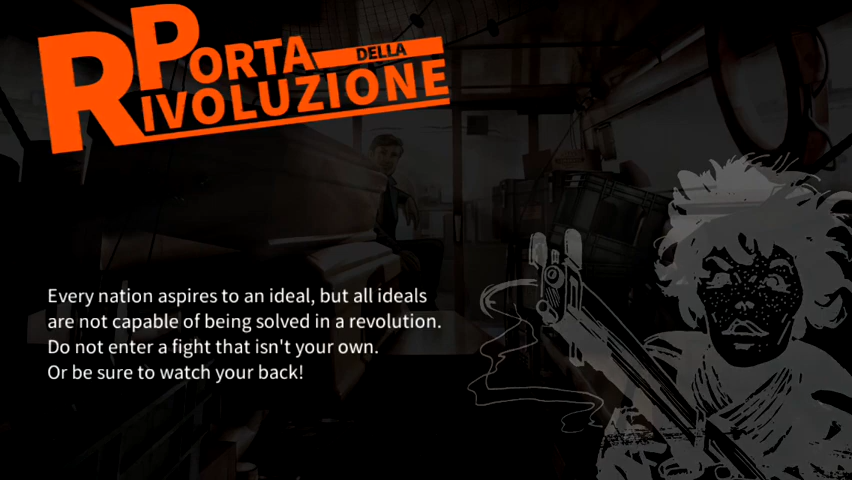 PORTA DELLA
RIVOLUZIONE
Every nation aspires to an ideal, but all ideals
are not capable of being solved in a revolution.
Do not enter a fight that isn't your own.
Or be sure to watch your back!